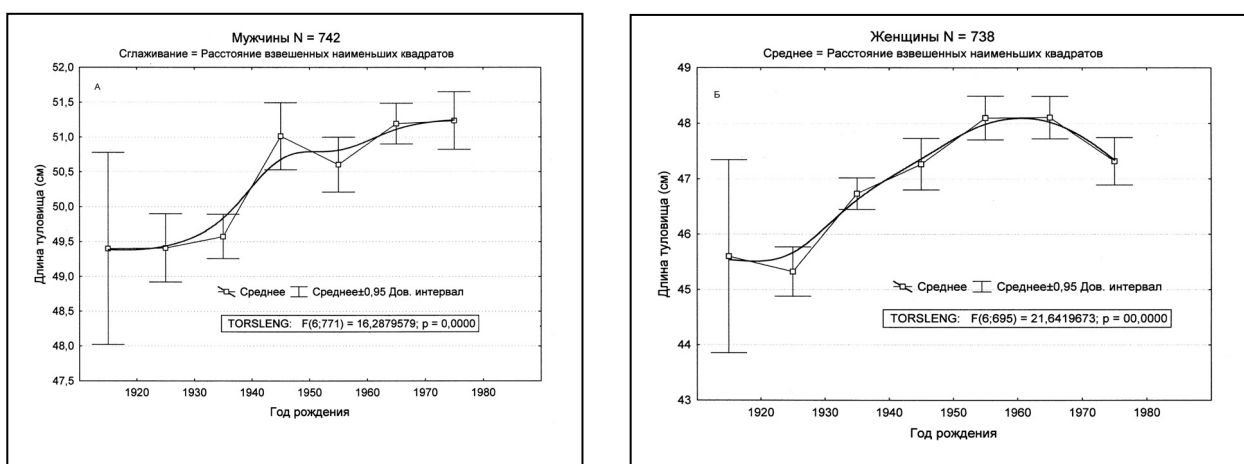 Мужчины N = 742
Сглаживание = Расстояние взвешенных наименьших квадратов
52,0
А
51,5
51,0
50,5
50,0
49,5
49,0
48,5
48,0
47,5
Длина туловища (см)
Среднее Среднее±0,95 Дов. интервал
TORSLENG: F(6;771) = 16,2879579; p = 0,0000
1920 1930 1940 1950 1960 1970 1980
Год рождения
Женщины N = 738
Среднее = Расстояние взвешенных наименьших квадратов
49
Б
48
47
46
45
44
43
Длина туловища (см)
Среднее Среднее±0,95 Дов. интервал
TORSLENG: F(6;695) = 21,6419673; p = 00,0000
1920 1930 1940 1950 1960 1970 1980
Год рождения